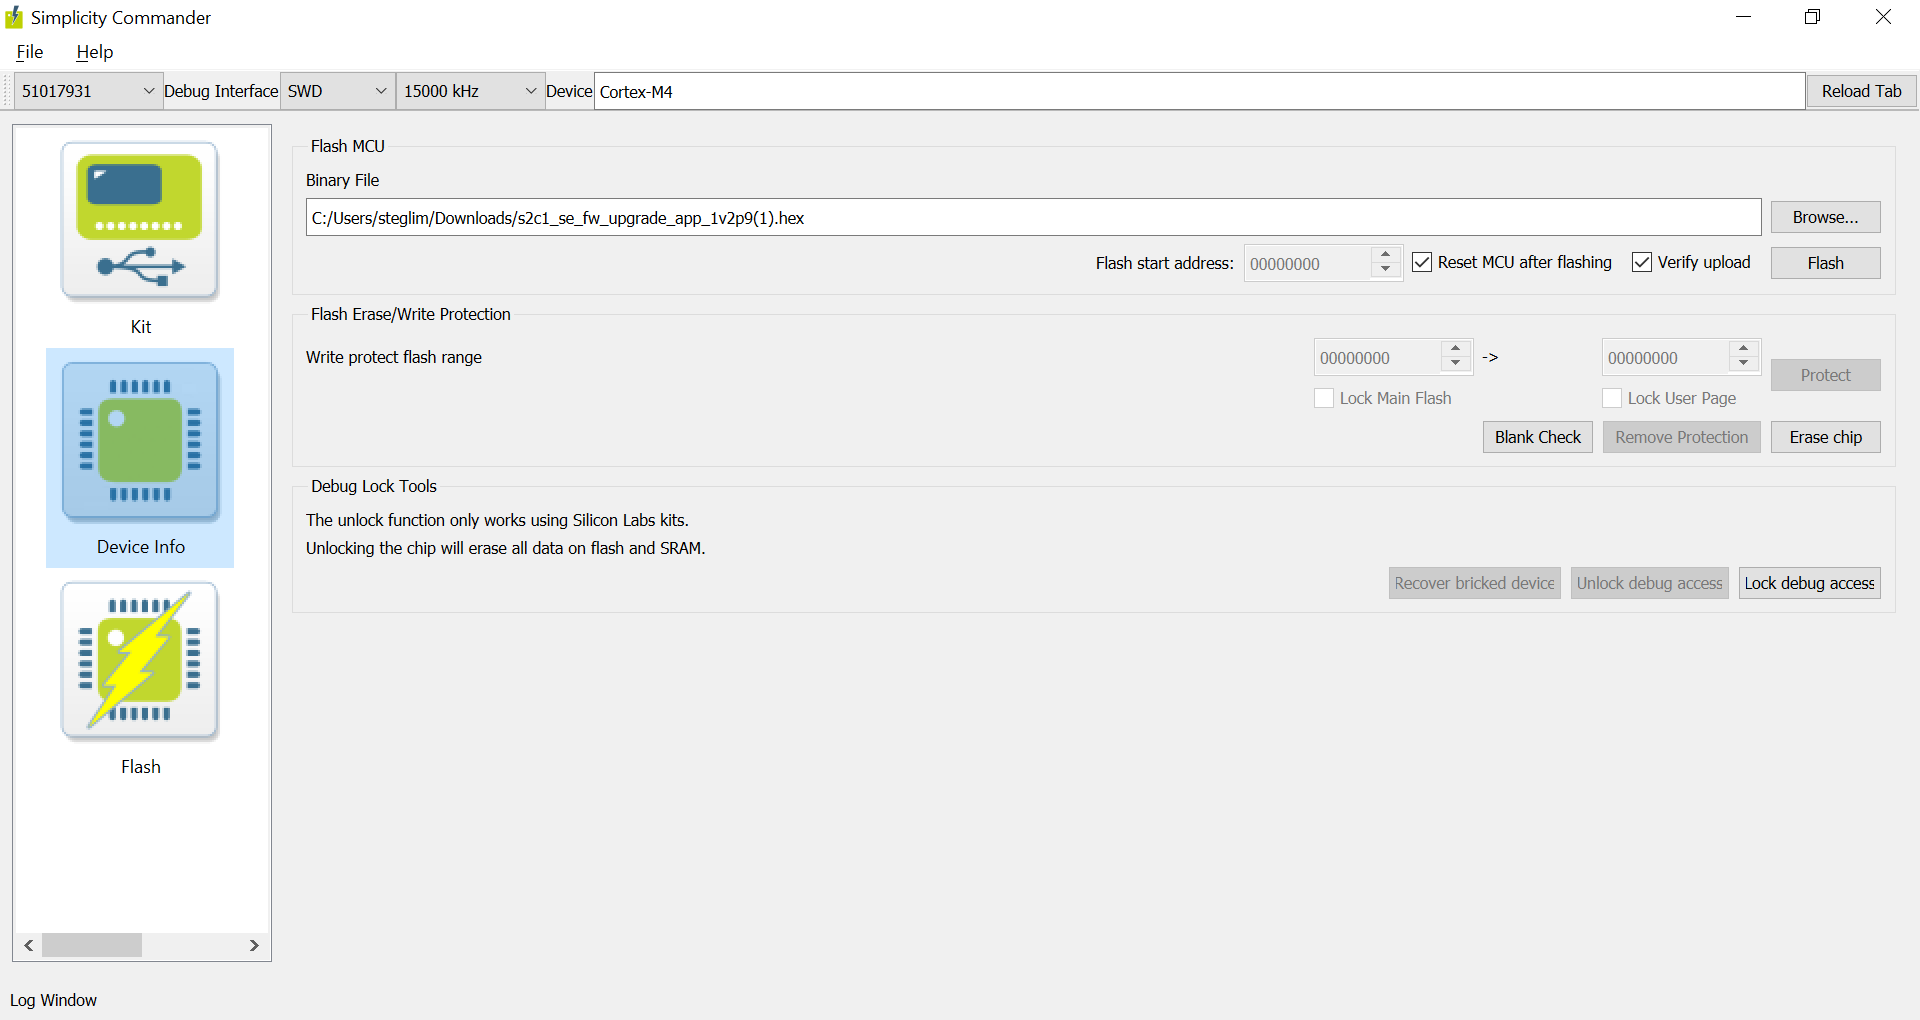 Simplicity Commander
File Help
51017931 Debug Interface SWD 15000 kHz Device Cortex-M4 Reload Tab
Flash MCU
Binary File
C:/Users/steglim/Downloads/s2c1_se_fw_upgrade_app_1v2p9(1).hex Browse...
Flash start address: 00000000 Reset MCU after flashing Verify upload Flash
Kit
Flash Erase/Write Protection
Write protect flash range 00000000 -> 00000000
Protect
Lock Main Flash Lock User Page
Blank Check Remove Protection Erase chip
Device Info
Debug Lock Tools
The unlock function only works using Silicon Labs kits.
Unlocking the chip will erase all data on flash and SRAM.
Recover bricked device Unlock debug access Lock debug access
Flash
Log Window